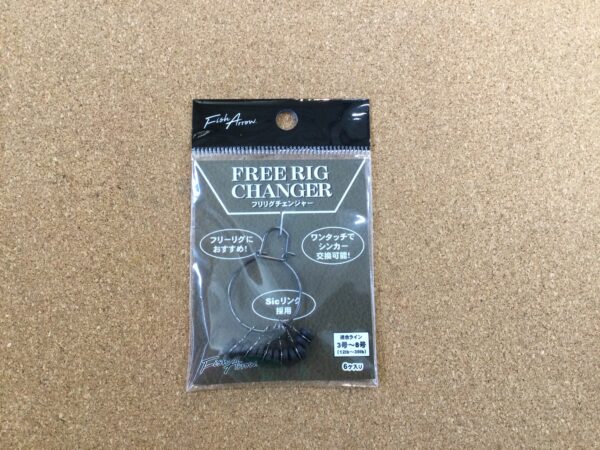 Fish Arrow
FREE RIG
CHANGER
フリリグチェンジャー
フリーリグに
おすすめ!
ワンタッチで
シンカー
交換可能!
Sicリング
採用
適合ライン
3号〜8号
(12lb〜30lb)
6ケ入り
Fish Arrow